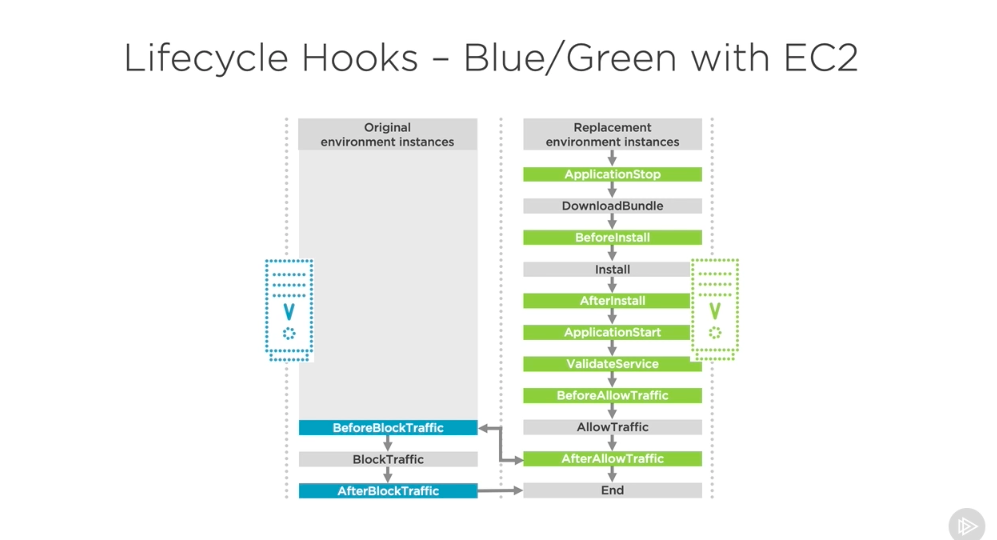 Lifecycle Hooks – Blue/Green with EC2
Original
environment instances
BeforeBlockTraffic
BlockTraffic
AfterBlockTraffic
Replacement
environment instances
ApplicationStop
DownloadBundle
BeforeInstall
Install
AfterInstall
ApplicationStart
ValidateService
BeforeAllowTraffic
AllowTraffic
AfterAllowTraffic
End